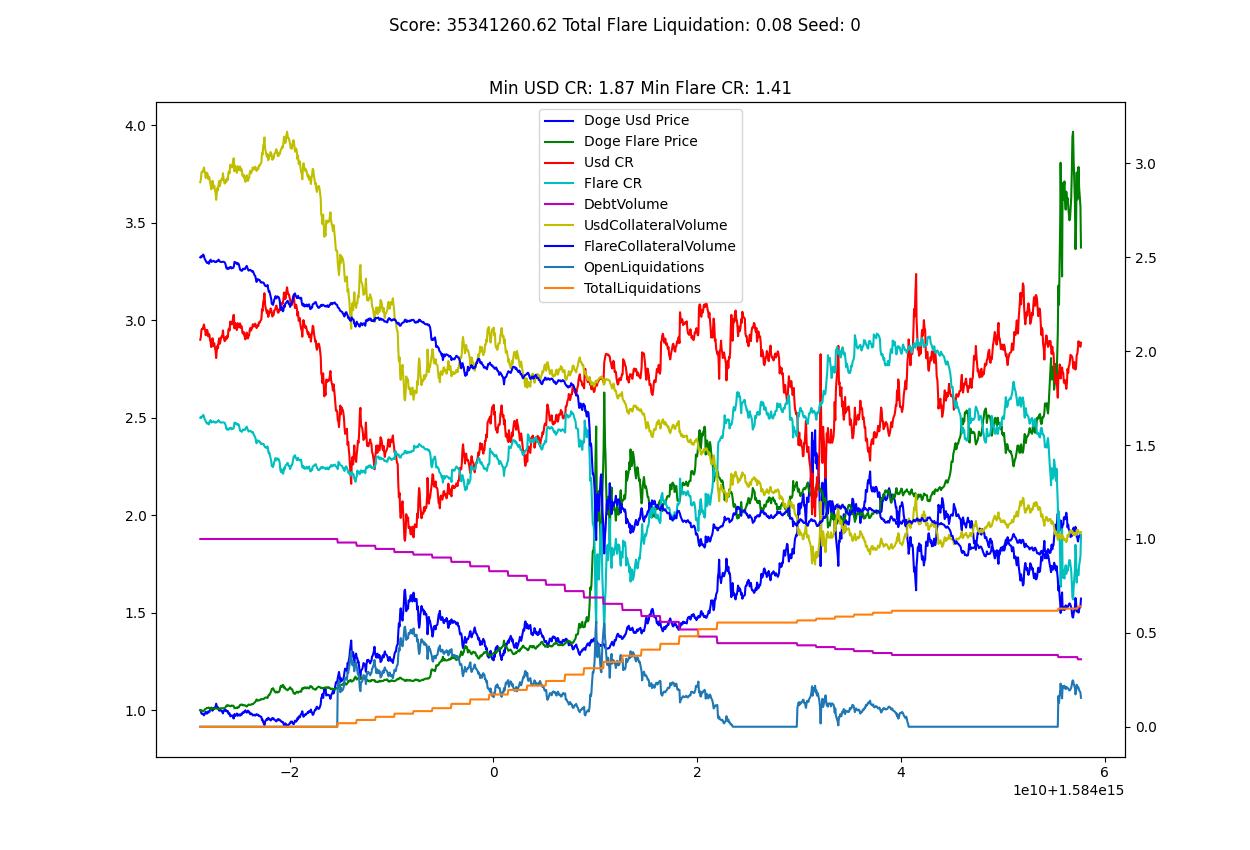 Score: 35341260.62 Total Flare Liquidation: 0.08 Seed: 0
Min USD CR: 1.87 Min Flare CR: 1.41
Doge Usd Price
Doge Flare Price
Usd CR
Flare CR
DebtVolume
UsdCollateralVolume
FlareCollateralVolume
OpenLiquidations
TotalLiquidations
4.0
3.5
3.0
2.5
2.0
1.5
1.0
3.0
2.5
2.0
1.5
1.0
0.5
0.0
−2
0
2
4
6
1e10+1.584e15